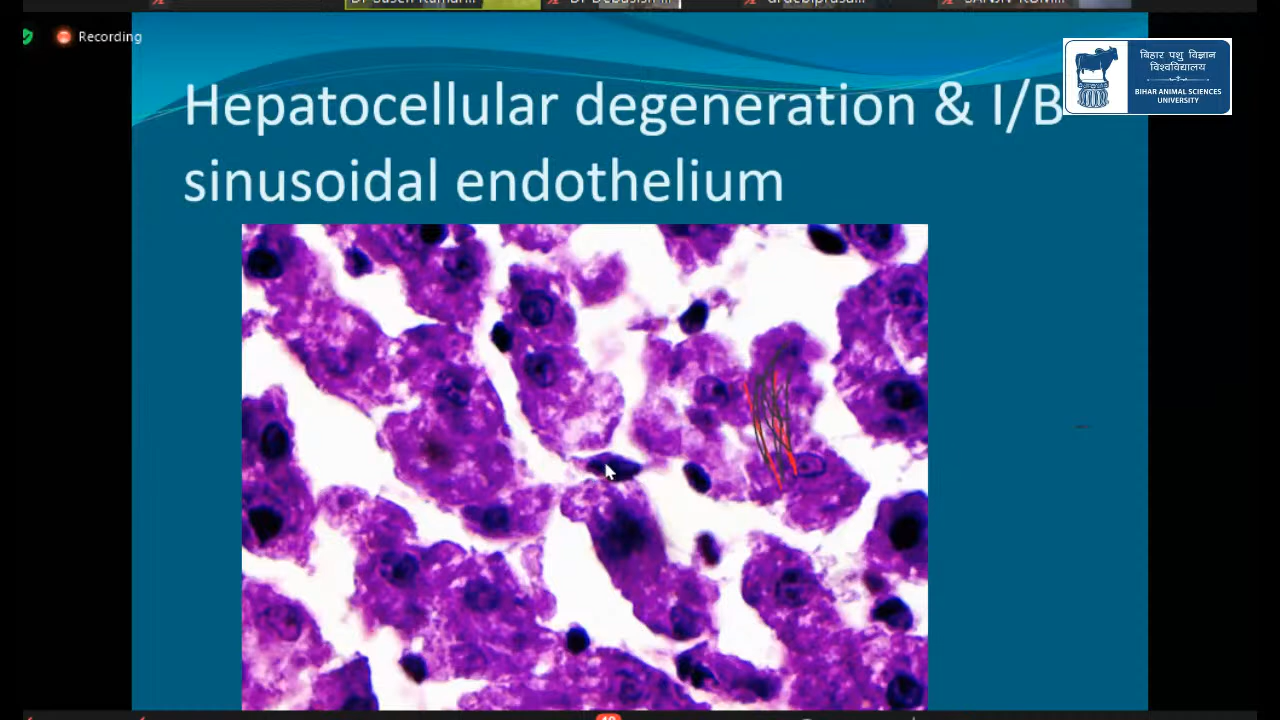 Recording
Hepatocellular degeneration & I/B
sinusoidal endothelium
बिहार पशु विज्ञान
विश्वविद्यालय
BIHAR ANIMAL SCIENCES
UNIVERSITY